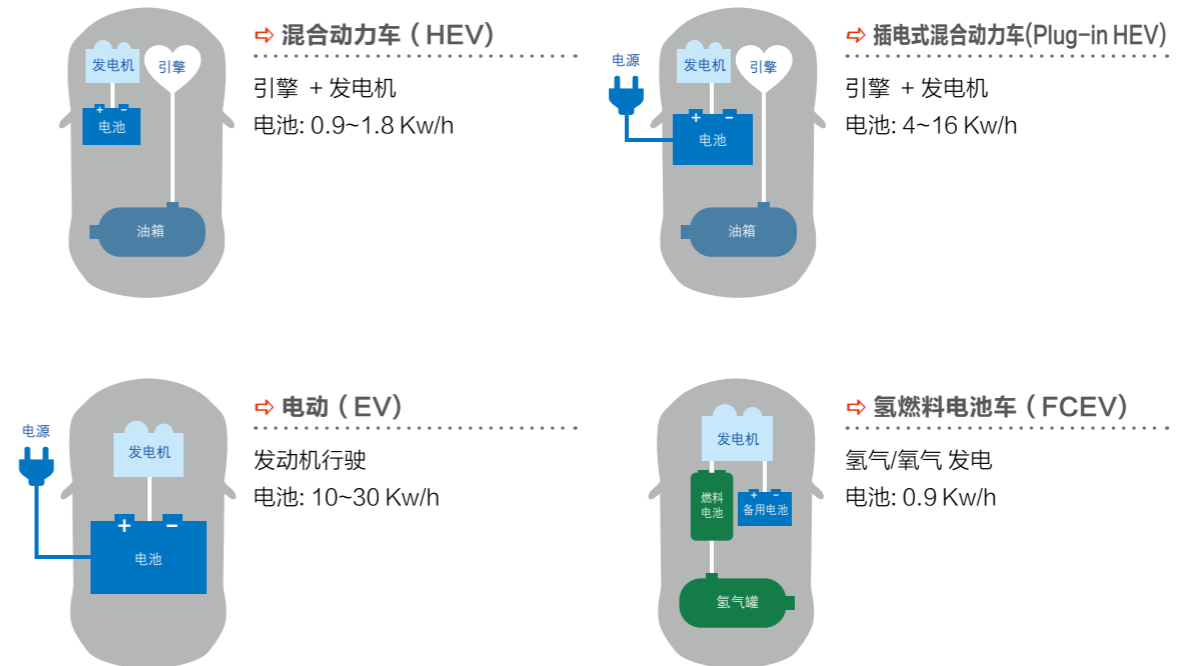 ⇨ 混合动力车（HEV)
引擎 + 发电机
电池: 0.9~1.8 Kw/h
发电机
引擎
+ −
电池
油箱
⇨ 插电式混合动力车(Plug-in HEV)
引擎 + 发电机
电池: 4~16 Kw/h
电源
发电机
引擎
+ −
电池
油箱
⇨ 电动（EV)
发动机行驶
电池: 10~30 Kw/h
电源
发电机
+ −
电池
⇨ 氢燃料电池车（FCEV)
氢气/氧气 发电
电池: 0.9 Kw/h
发电机
燃料
电池
+ −
备用电池
氢气罐